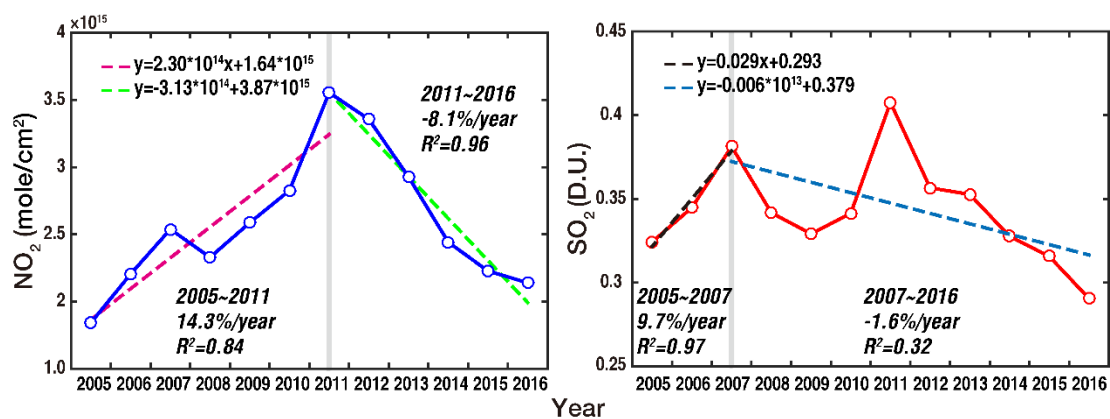 ×10¹⁵
4
3.5
3
2.5
2
1.5
1.0
NO₂ (mole/cm²)
y=2.30*10¹⁴x+1.64*10¹⁵
y=-3.13*10¹⁴+3.87*10¹⁵
2011~2016
-8.1%/year
R²=0.96
2005~2011
14.3%/year
R²=0.84
2005 2006 2007 2008 2009 2010 2011 2012 2013 2014 2015 2016
0.45
0.4
0.35
0.3
0.25
SO₂ (D.U.)
y=0.029x+0.293
y=-0.006*10¹³+0.379
2005~2007
9.7%/year
R²=0.97
2007~2016
-1.6%/year
R²=0.32
2005 2006 2007 2008 2009 2010 2011 2012 2013 2014 2015 2016
Year